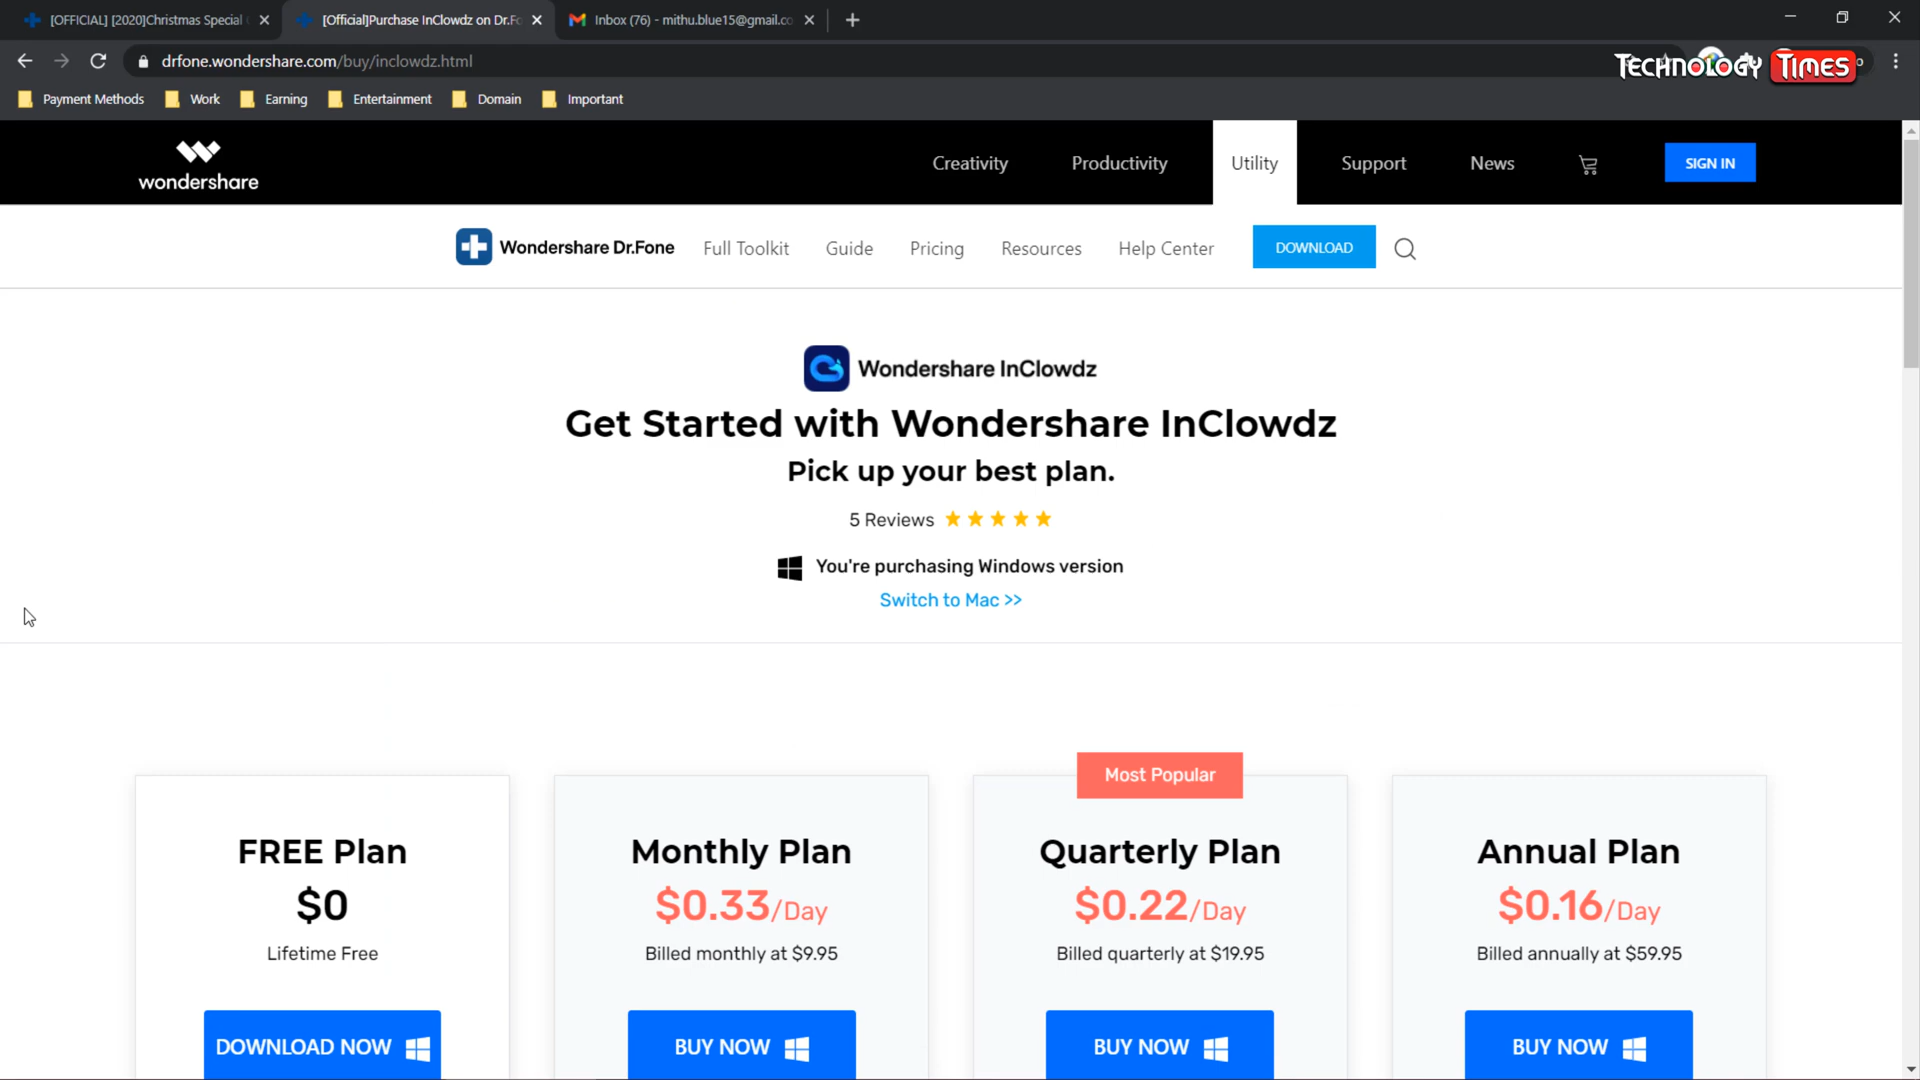 [OFFICIAL] [2020]Christmas Special
[Official]Purchase InClowdz on Dr.Fo
Inbox (76) - mithu.blue15@gmail.co
drfone.wondershare.com/buy/inclowdz.html
Technology Times
Payment Methods Work Earning Entertainment Domain Important
wondershare
Creativity Productivity Utility Support News SIGN IN
Wondershare Dr.Fone Full Toolkit Guide Pricing Resources Help Center DOWNLOAD
Wondershare InClowdz
Get Started with Wondershare InClowdz
Pick up your best plan.
5 Reviews
You're purchasing Windows version
Switch to Mac >>
Most Popular
FREE Plan
$0
Lifetime Free
DOWNLOAD NOW
Monthly Plan
$0.33/Day
Billed monthly at $9.95
BUY NOW
Quarterly Plan
$0.22/Day
Billed quarterly at $19.95
BUY NOW
Annual Plan
$0.16/Day
Billed annually at $59.95
BUY NOW